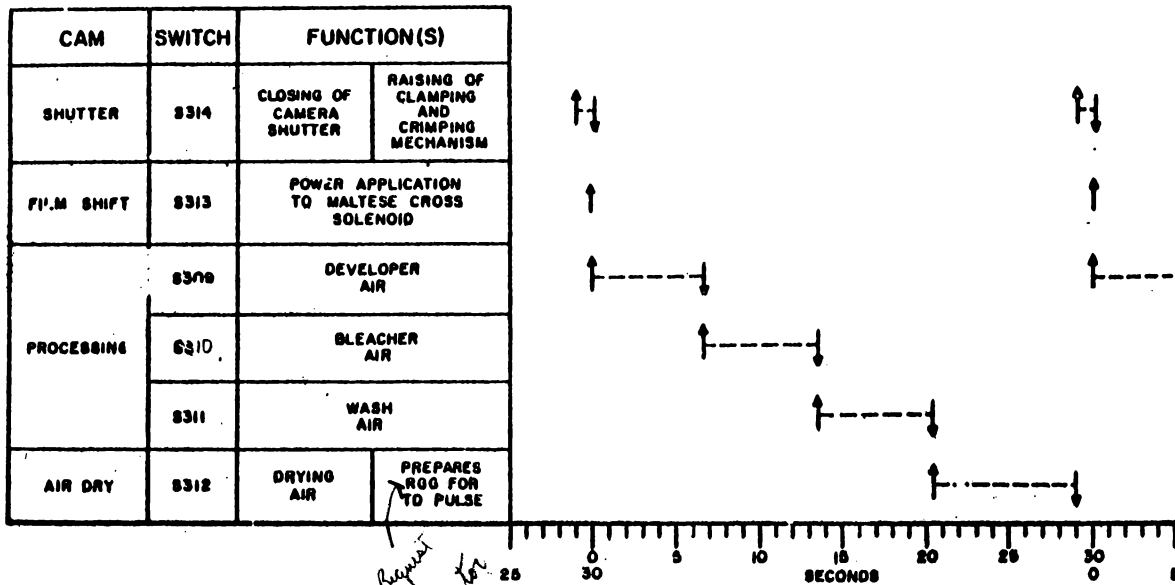 CAM SWITCH FUNCTION(S)
SHUTTER S314 CLOSING OF CAMERA SHUTTER RAISING OF CLAMPING AND CRIMPING MECHANISM
FILM SHIFT S313 POWER APPLICATION TO MALTESE CROSS SOLENOID
PROCESSING
S309 DEVELOPER AIR
S310 BLEACHER AIR
S311 WASH AIR
AIR DRY S312 DRYING AIR PREPARES RGG FOR TD PULSE
Request for
25 0 5 10 15 20 25 30 5
30 SECONDS 0